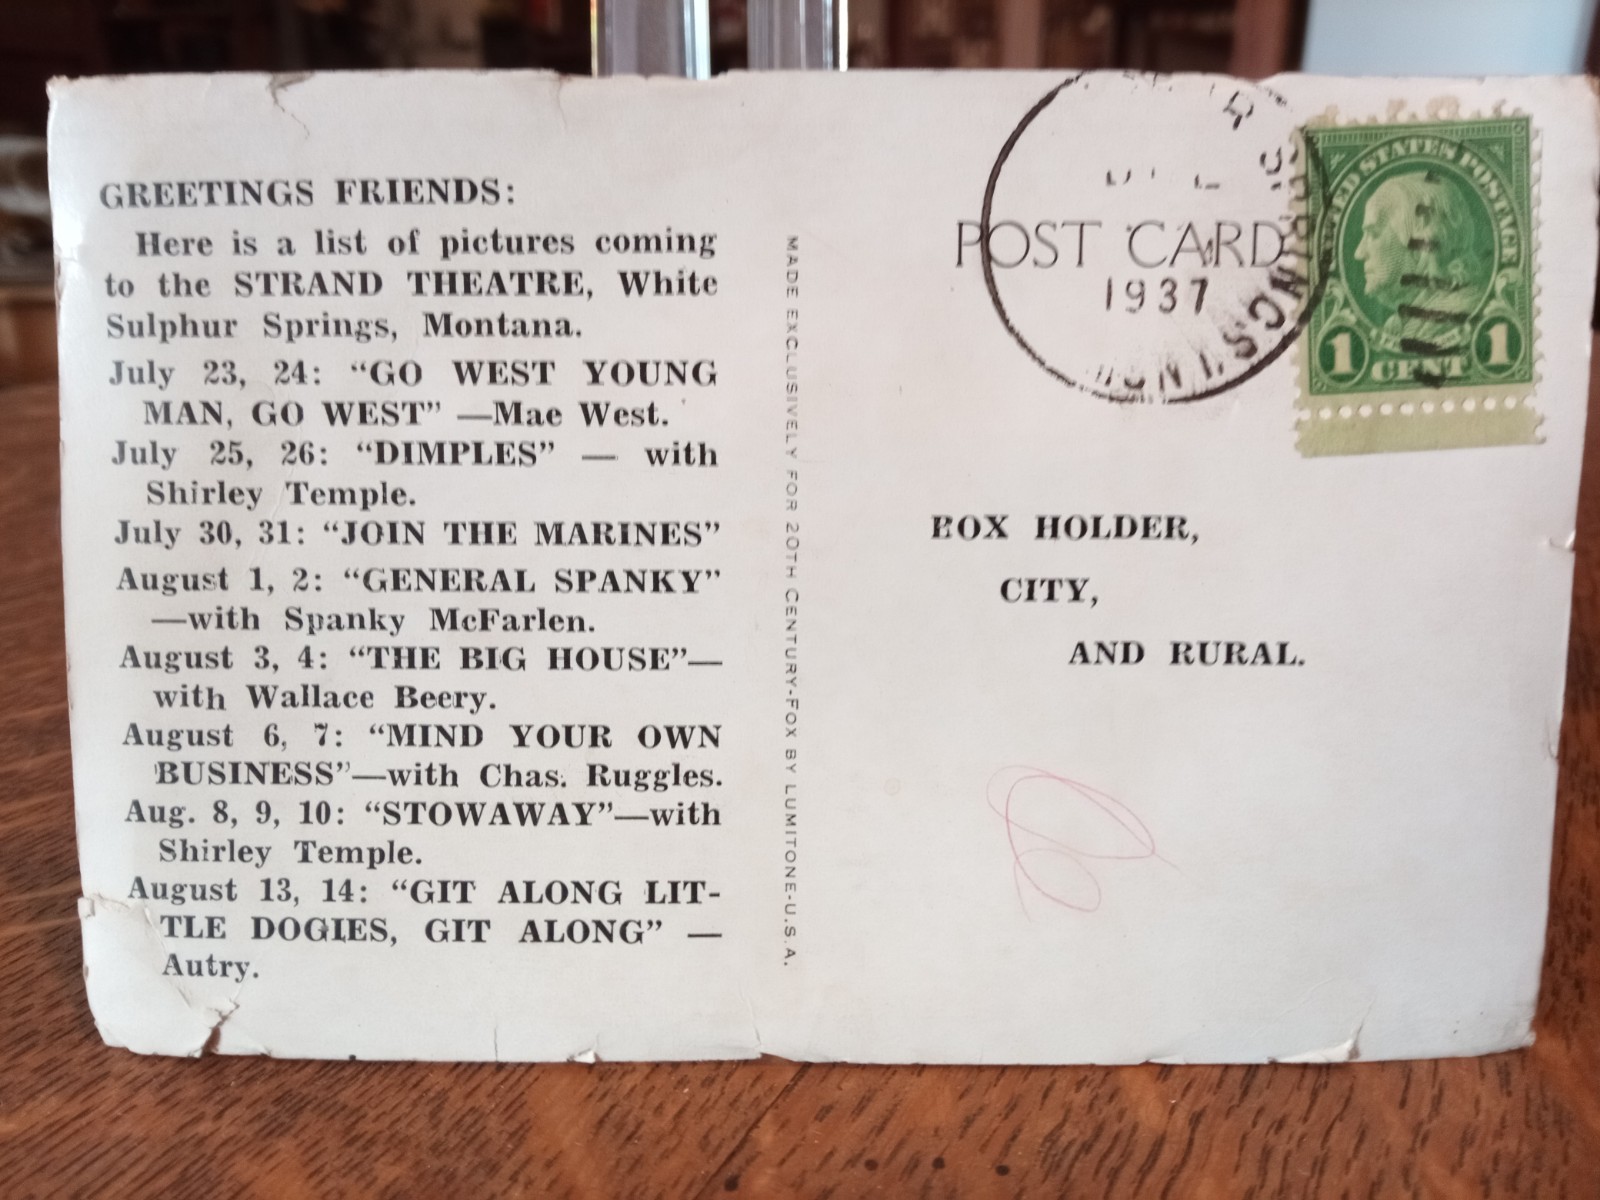 GREETINGS FRIENDS:
Here is a list of pictures coming
to the STRAND THEATRE, White
Sulphur Springs, Montana.
July 23, 24: “GO WEST YOUNG
MAN, GO WEST” —Mae West.
July 25, 26: “DIMPLES” — with
Shirley Temple.
July 30, 31: “JOIN THE MARINES”
August 1, 2: “GENERAL SPANKY”
—with Spanky McFarlen.
August 3, 4: “THE BIG HOUSE”—
with Wallace Beery.
August 6, 7: “MIND YOUR OWN
BUSINESS”—with Chas. Ruggles.
Aug. 8, 9, 10: “STOWAWAY”—with
Shirley Temple.
August 13, 14: “GIT ALONG LIT-
TLE DOGIES, GIT ALONG” —
Autry.
MADE EXCLUSIVELY FOR 20TH CENTURY-FOX BY LUMITONE-U.S.A.
POST CARD
1937
UNITED STATES POSTAGE
1 CENT 1
BOX HOLDER,
CITY,
AND RURAL.